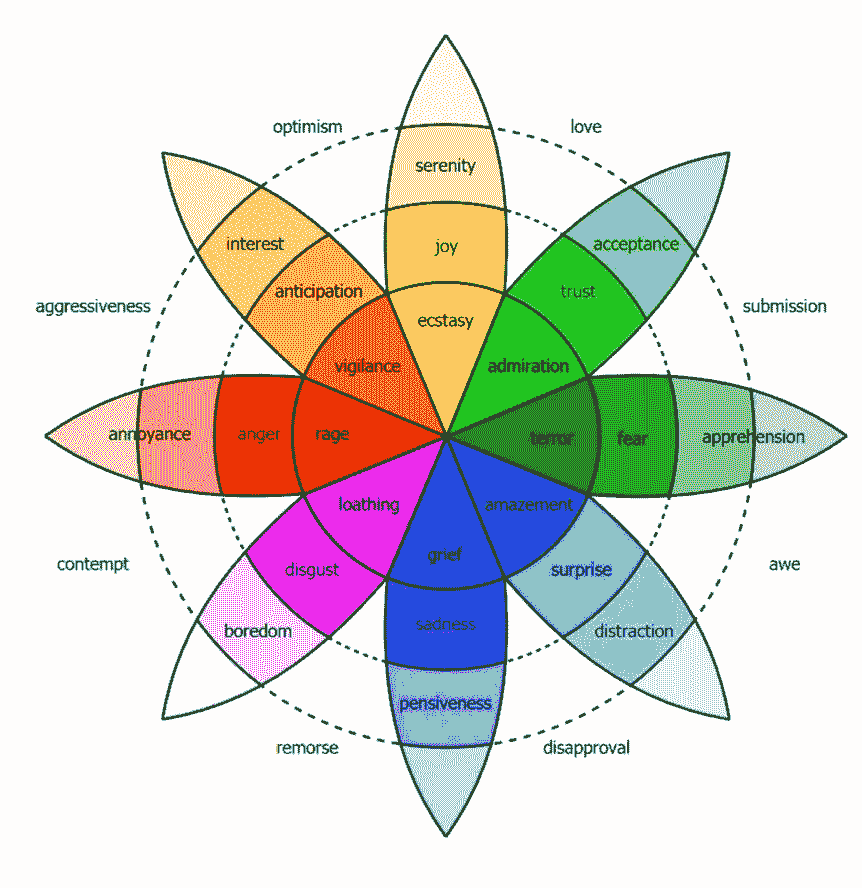 optimism
love
serenity
interest
joy
acceptance
anticipation
trust
aggressiveness
submission
ecstasy
vigilance
admiration
annoyance
anger
rage
terror
fear
apprehension
loathing
amazement
grief
contempt
disgust
surprise
awe
boredom
sadness
distraction
pensiveness
remorse
disapproval